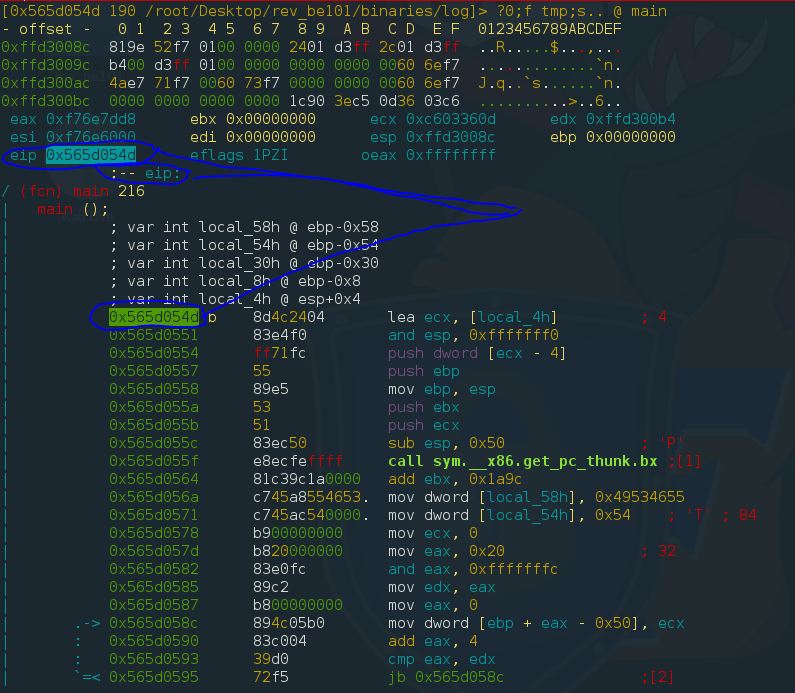 [0x565d054d 190 /root/Desktop/rev_be101/binaries/log]> ?0;f tmp;s.. @ main
- offset -   0 1  2 3  4 5  6 7  8 9  A B  C D  E F  0123456789ABCDEF
0xffd3008c  819e 52f7 0100 0000 2401 d3ff 2c01 d3ff  ..R.....$...,...
0xffd3009c  b400 d3ff 0100 0000 0000 0000 0060 6ef7  .............`n.
0xffd300ac  4ae7 71f7 0060 73f7 0000 0000 0060 6ef7  J.q..`s......`n.
0xffd300bc  0000 0000 0000 0000 1c90 3ec5 0d36 03c6  ..........>..6..
eax 0xf76e7dd8 ebx 0x00000000 ecx 0xc603360d edx 0xffd300b4
esi 0xf76e6000 edi 0x00000000 esp 0xffd3008c ebp 0x00000000
eip 0x565d054d eflags 1PZI oeax 0xffffffff
;-- eip:
/ (fcn) main 216
|   main ();
| ; var int local_58h @ ebp-0x58
| ; var int local_54h @ ebp-0x54
| ; var int local_30h @ ebp-0x30
| ; var int local_8h @ ebp-0x8
| ; var int local_4h @ esp+0x4
| 0x565d054d b 8d4c2404 lea ecx, [local_4h] ; 4
| 0x565d0551 83e4f0 and esp, 0xfffffff0
| 0x565d0554 ff71fc push dword [ecx - 4]
| 0x565d0557 55 push ebp
| 0x565d0558 89e5 mov ebp, esp
| 0x565d055a 53 push ebx
| 0x565d055b 51 push ecx
| 0x565d055c 83ec50 sub esp, 0x50 ; 'P'
| 0x565d055f e8ecfeffff call sym.__x86.get_pc_thunk.bx ;[1]
| 0x565d0564 81c39c1a0000 add ebx, 0x1a9c
| 0x565d056a c745a8554653. mov dword [local_58h], 0x49534655
| 0x565d0571 c745ac540000. mov dword [local_54h], 0x54 ; 'T' ; 84
| 0x565d0578 b900000000 mov ecx, 0
| 0x565d057d b820000000 mov eax, 0x20 ; 32
| 0x565d0582 83e0fc and eax, 0xfffffffc
| 0x565d0585 89c2 mov edx, eax
| 0x565d0587 b800000000 mov eax, 0
| .-> 0x565d058c 894c05b0 mov dword [ebp + eax - 0x50], ecx
| : 0x565d0590 83c004 add eax, 4
| : 0x565d0593 39d0 cmp eax, edx
| `=< 0x565d0595 72f5 jb 0x565d058c ;[2]